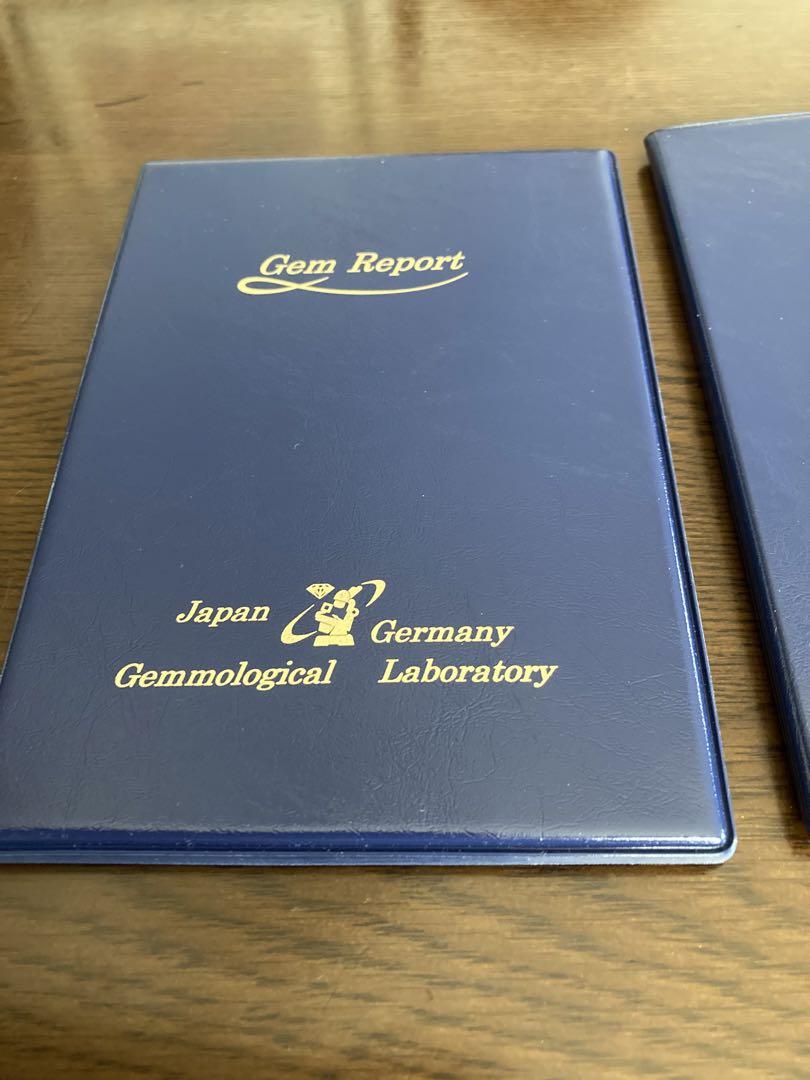 Gem Report
Japan Germany
Gemmological Laboratory